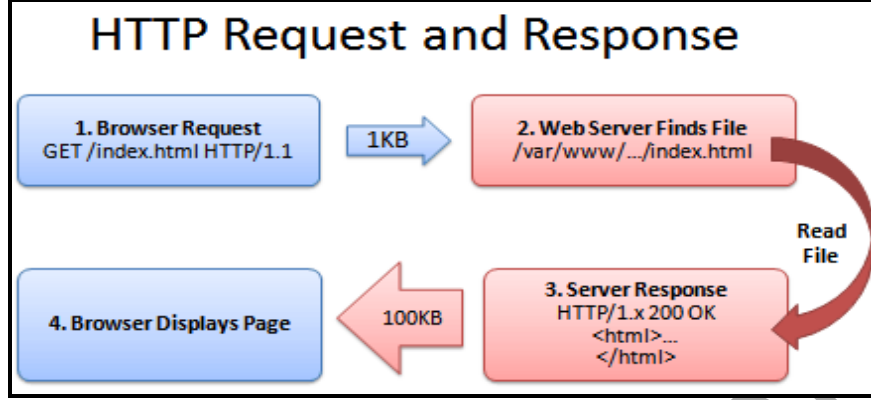 HTTP Request and Response
1. Browser Request
GET /index.html HTTP/1.1
1KB
2. Web Server Finds File
/var/www/.../index.html
Read
File
3. Server Response
HTTP/1.x 200 OK
<html>...
</html>
100KB
4. Browser Displays Page